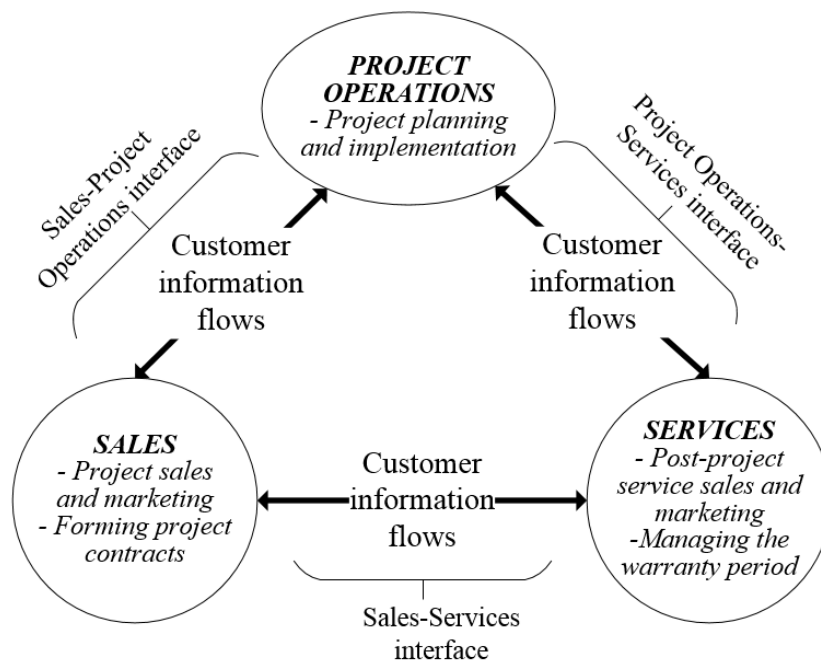 PROJECT
OPERATIONS
- Project planning
and implementation
Sales-Project
Operations interface
Project Operations-
Services interface
Customer
information
flows
Customer
information
flows
SALES
- Project sales
and marketing
- Forming project
contracts
Customer
information
flows
SERVICES
- Post-project
service sales and
marketing
-Managing the
warranty period
Sales-Services
interface